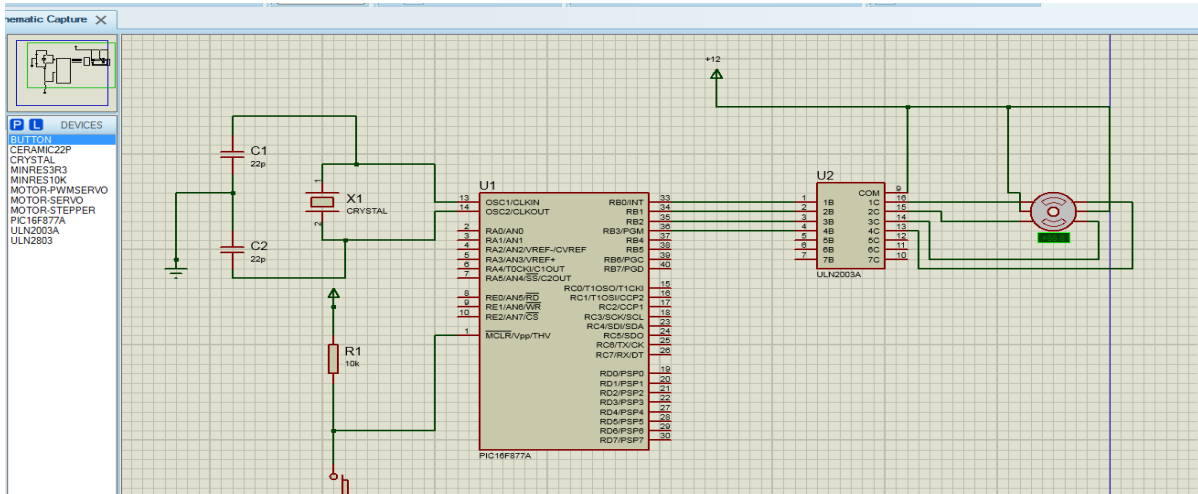 hematic Capture
P L DEVICES
BUTTON
CERAMIC22P
CRYSTAL
MINRES3R3
MINRES10K
MOTOR-PWMSERVO
MOTOR-SERVO
MOTOR-STEPPER
PIC16F877A
ULN2003A
ULN2803
+12
C1
22p
X1
CRYSTAL
1
2
C2
22p
R1
10k
U1
13 OSC1/CLKIN
14 OSC2/CLKOUT
2 RA0/AN0
3 RA1/AN1
4 RA2/AN2/VREF-/CVREF
5 RA3/AN3/VREF+
6 RA4/T0CKI/C1OUT
7 RA5/AN4/SS/C2OUT
8 RE0/AN5/RD
9 RE1/AN6/WR
10 RE2/AN7/CS
1 MCLR/Vpp/THV
RB0/INT 33
RB1 34
RB2 35
RB3/PGM 36
RB4 37
RB5 38
RB6/PGC 39
RB7/PGD 40
RC0/T1OSO/T1CKI 15
RC1/T1OSI/CCP2 16
RC2/CCP1 17
RC3/SCK/SCL 18
RC4/SDI/SDA 23
RC5/SDO 24
RC6/TX/CK 25
RC7/RX/DT 26
RD0/PSP0 19
RD1/PSP1 20
RD2/PSP2 21
RD3/PSP3 22
RD4/PSP4 27
RD5/PSP5 28
RD6/PSP6 29
RD7/PSP7 30
PIC16F877A
U2
COM 9
1 1B 1C 16
2 2B 2C 15
3 3B 3C 14
4 4B 4C 13
5 5B 5C 12
6 6B 6C 11
7 7B 7C 10
ULN2003A